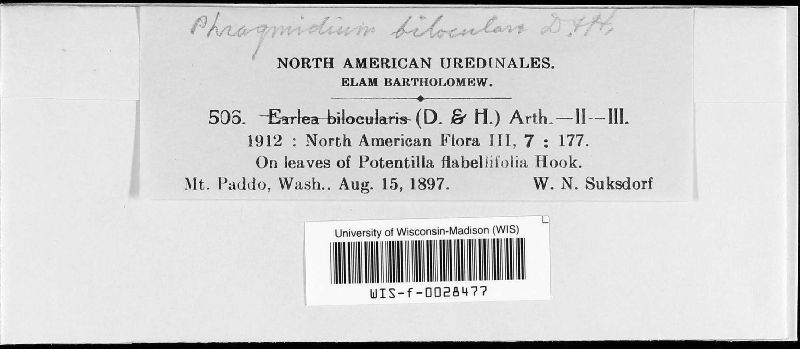 Phragmidium biloculare D. & H.
NORTH AMERICAN UREDINALES.
ELAM BARTHOLOMEW.
506. Earlea bilocularis (D. & H.) Arth.—II—III.
1912 : North American Flora III, 7 : 177.
On leaves of Potentilla flabellifolia Hook.
Mt. Paddo, Wash.. Aug. 15, 1897. W. N. Suksdorf
University of Wisconsin-Madison (WIS)
WIS-f-0028477